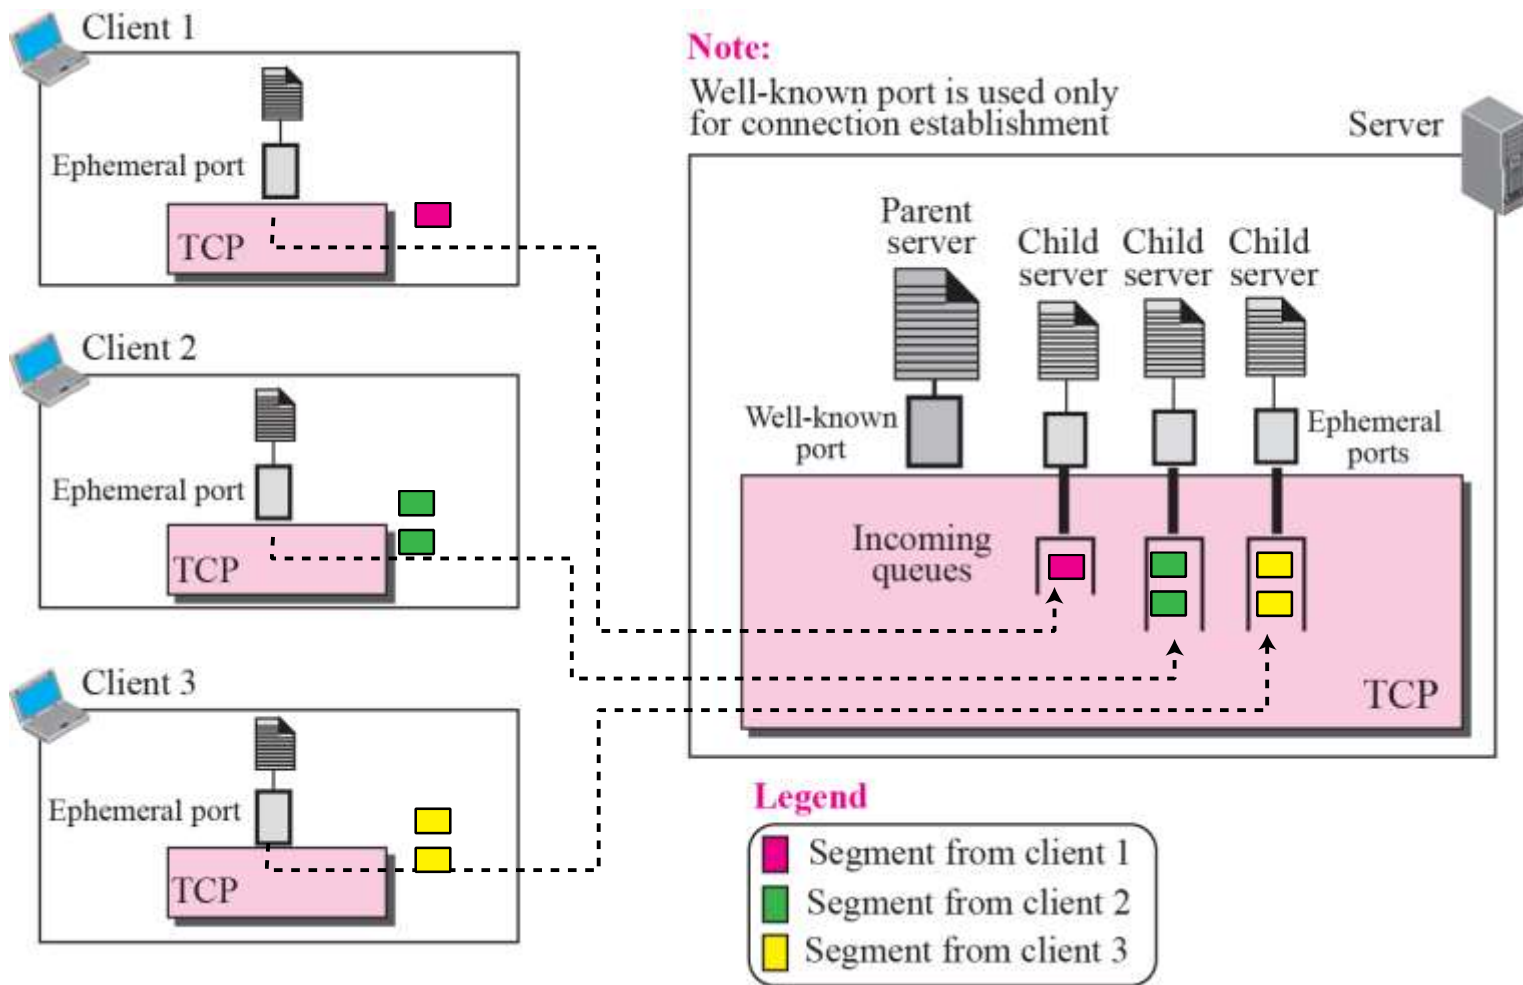 Client 1
Ephemeral port
TCP
Client 2
Ephemeral port
TCP
Client 3
Ephemeral port
TCP
Note:
Well-known port is used only
for connection establishment
Server
Parent
server
Child
server
Child
server
Child
server
Well-known
port
Ephemeral
ports
Incoming
queues
TCP
Legend
Segment from client 1
Segment from client 2
Segment from client 3